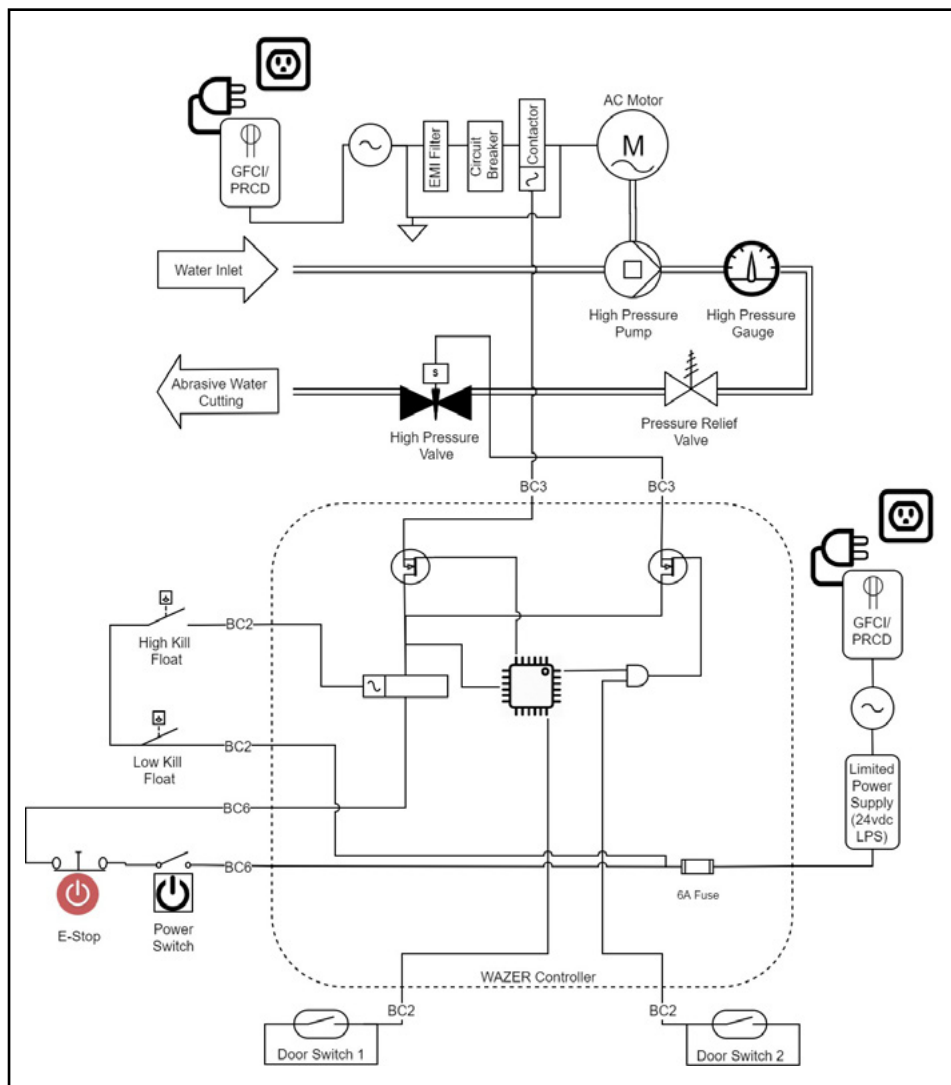 AC Motor
GFCI/
PRCD
EMI Filter
Circuit
Breaker
Contactor
M
Water Inlet
High Pressure
Pump
High Pressure
Gauge
S
Abrasive Water
Cutting
High Pressure
Valve
Pressure Relief
Valve
BC3
BC3
GFCI/
PRCD
High Kill
Float
BC2
Low Kill
Float
BC2
Limited
Power
Supply
(24vdc
LPS)
BC6
BC6
6A Fuse
E-Stop
Power
Switch
WAZER Controller
BC2
BC2
Door Switch 1
Door Switch 2